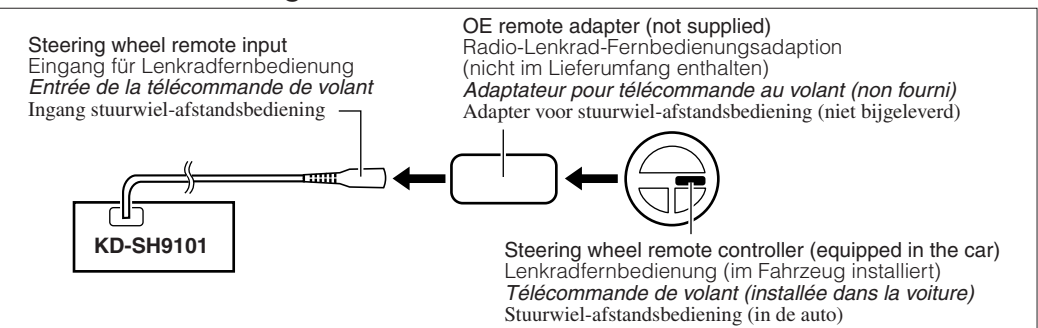 Steering wheel remote input
Eingang für Lenkradfernbedienung
Entrée de la télécommande de volant
Ingang stuurwiel-afstandsbediening
OE remote adapter (not supplied)
Radio-Lenkrad-Fernbedienungsadaption
(nicht im Lieferumfang enthalten)
Adaptateur pour télécommande au volant (non fourni)
Adapter voor stuurwiel-afstandsbediening (niet bijgeleverd)
KD-SH9101
Steering wheel remote controller (equipped in the car)
Lenkradfernbedienung (im Fahrzeug installiert)
Télécommande de volant (installée dans la voiture)
Stuurwiel-afstandsbediening (in de auto)